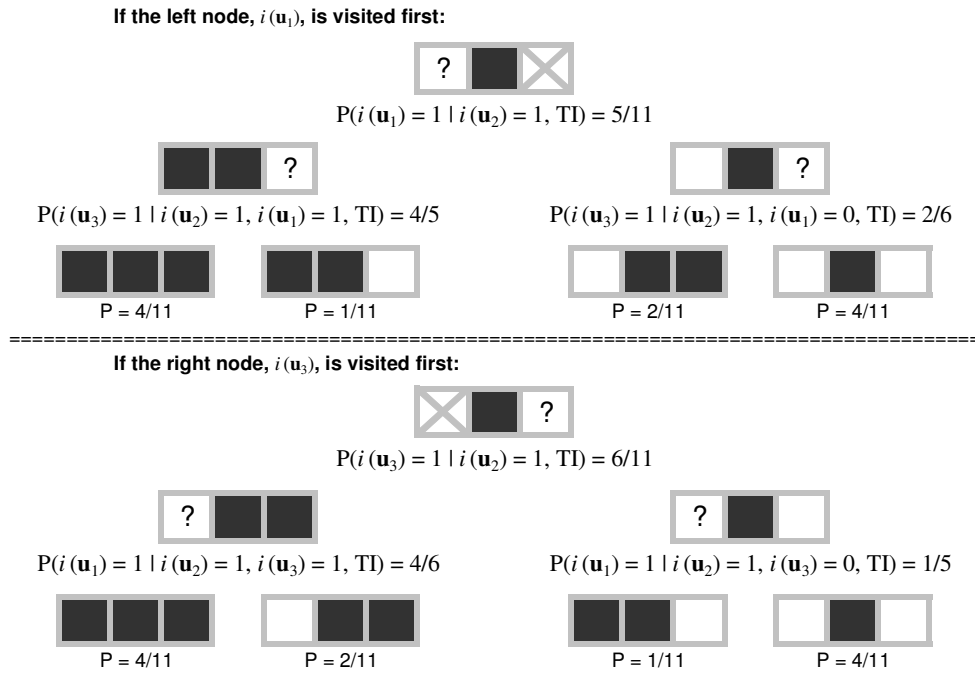 If the left node, i (u₁), is visited first:
?
P(i (u₁) = 1 | i (u₂) = 1, TI) = 5/11
? ?
P(i (u₃) = 1 | i (u₂) = 1, i (u₁) = 1, TI) = 4/5 P(i (u₃) = 1 | i (u₂) = 1, i (u₁) = 0, TI) = 2/6
P = 4/11 P = 1/11 P = 2/11 P = 4/11
If the right node, i (u₃), is visited first:
?
P(i (u₃) = 1 | i (u₂) = 1, TI) = 6/11
? ?
P(i (u₁) = 1 | i (u₂) = 1, i (u₃) = 1, TI) = 4/6 P(i (u₁) = 1 | i (u₂) = 1, i (u₃) = 0, TI) = 1/5
P = 4/11 P = 2/11 P = 1/11 P = 4/11